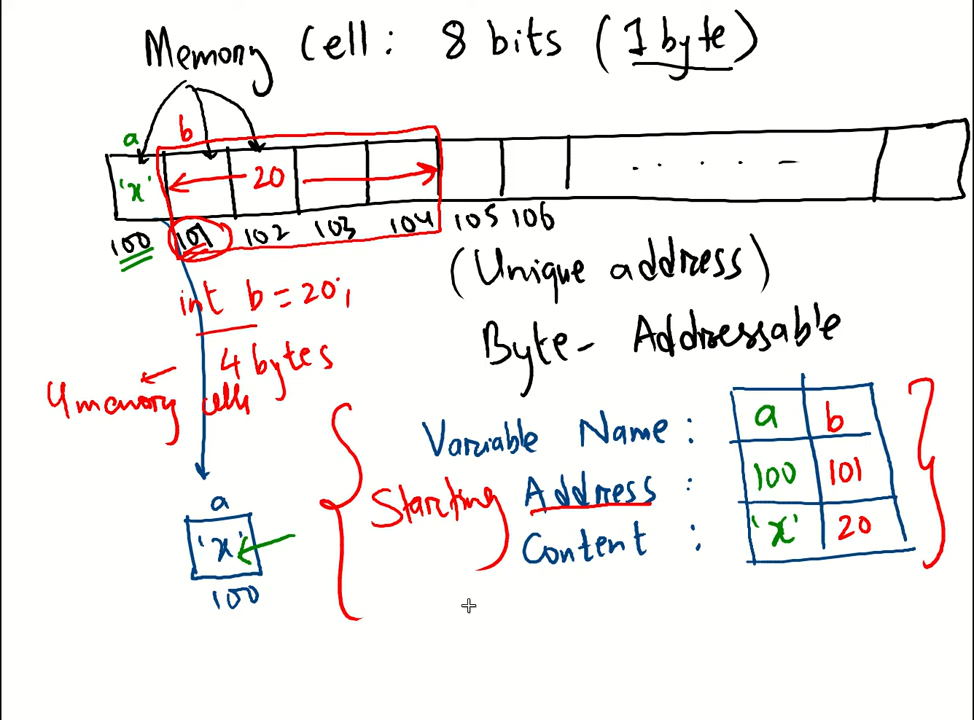 Memory Cell: 8 bits (1 byte)
a b
'x' 20 . . . . –
100 101 102 103 104 105 106
(Unique address)
int b = 20;
Byte- Addressable
4 bytes
4 memory cells
Variable Name: a b
Starting Address: 100 101
Content: 'x' 20
a
'x'
100